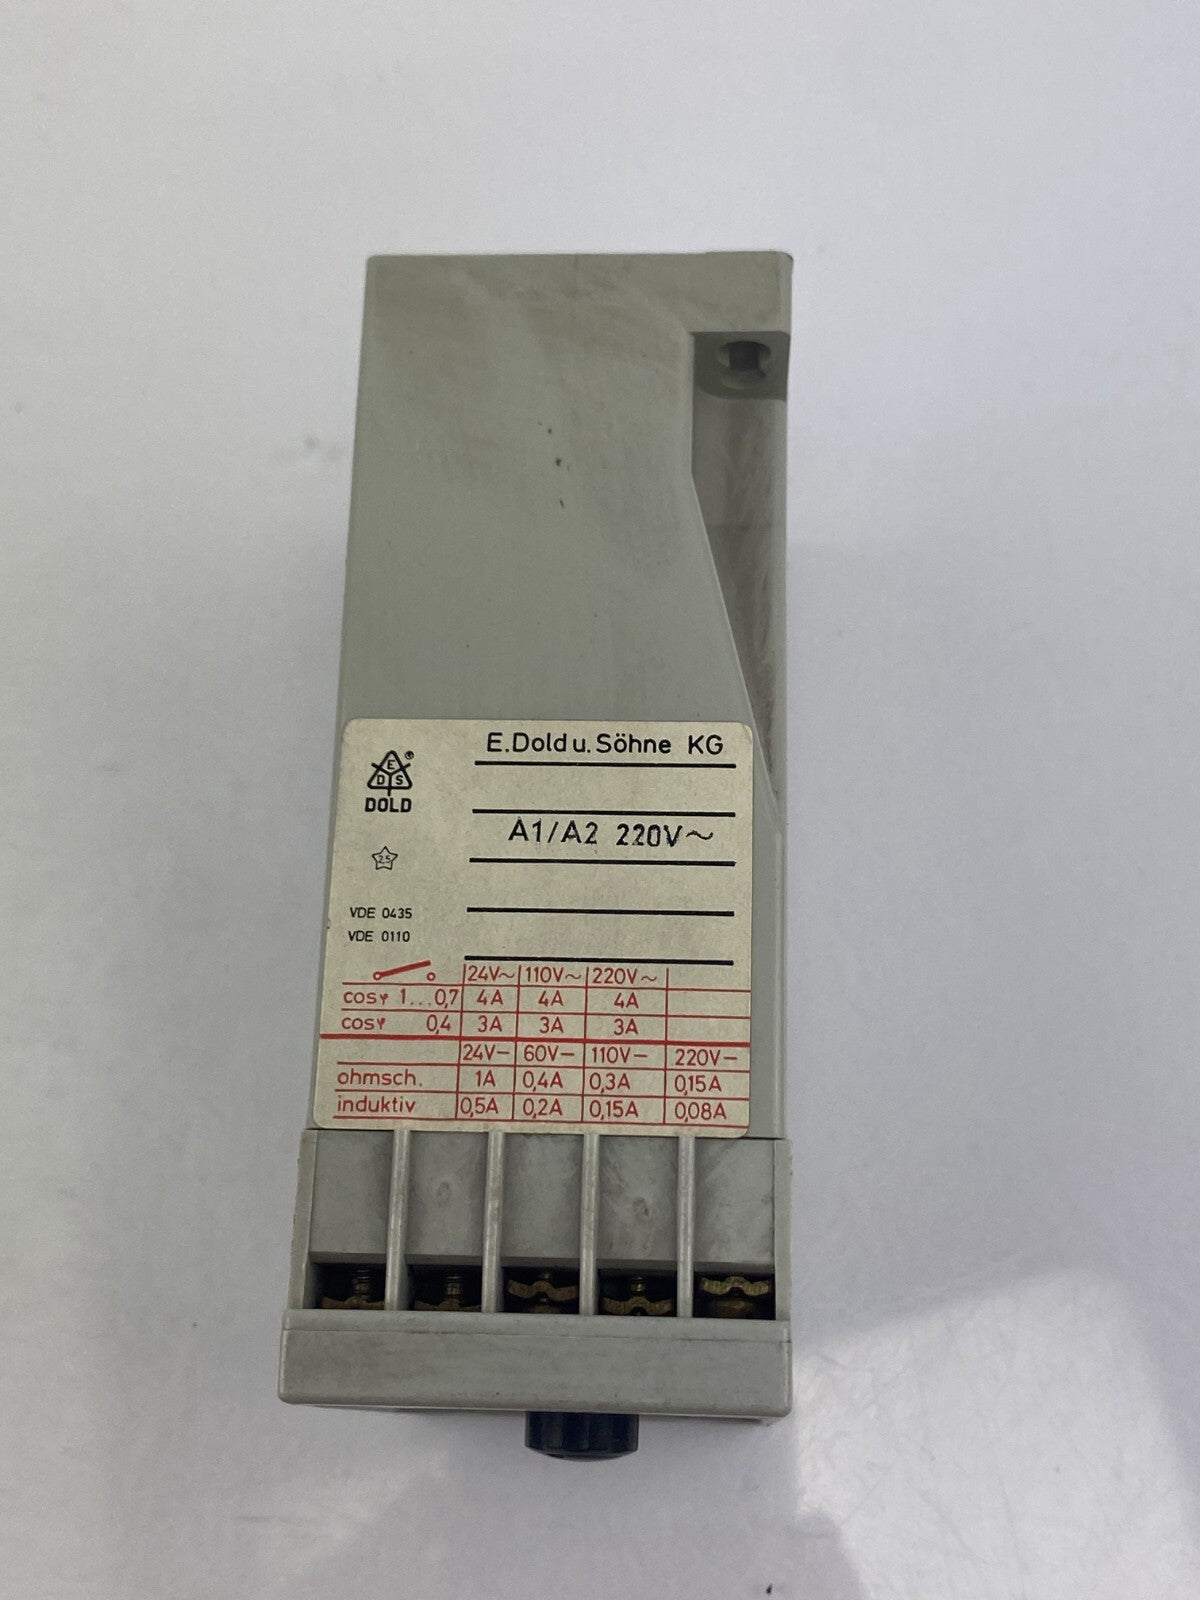 E.Dold u. Söhne KG
E
D S
®
DOLD
A1/A2 220V~
2,5
VDE 0435
VDE 0110
24V~ 110V~ 220V~
cosφ 1...0,7 4A 4A 4A
cosφ 0,4 3A 3A 3A
24V− 60V− 110V− 220V−
ohmsch. 1A 0,4A 0,3A 0,15A
induktiv 0,5A 0,2A 0,15A 0,08A